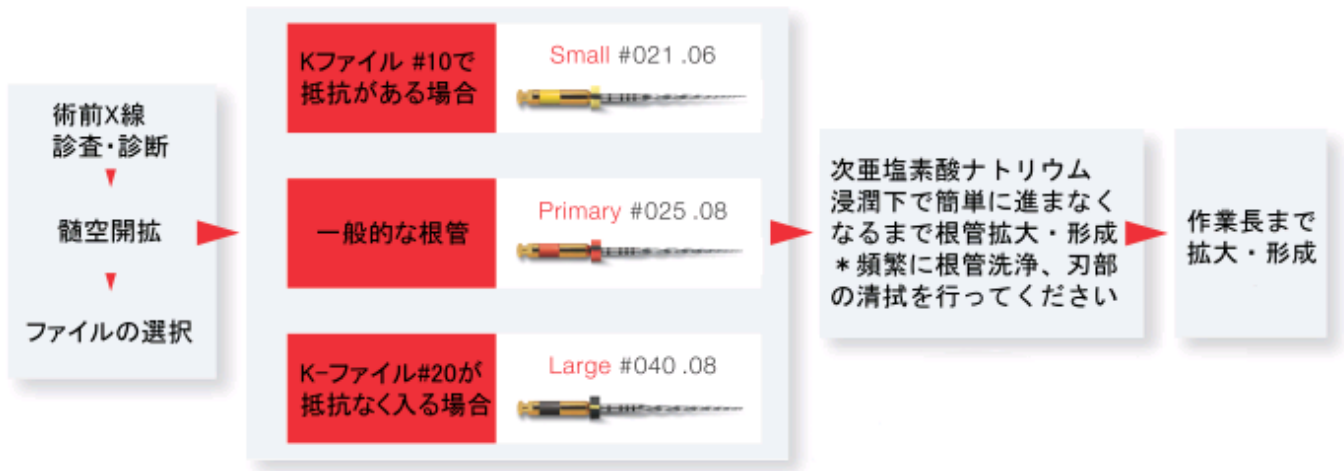 術前X線
診査・診断
髄空開拡
ファイルの選択
Kファイル #10で
抵抗がある場合
Small #021 .06
一般的な根管
Primary #025 .08
K-ファイル#20が
抵抗なく入る場合
Large #040 .08
次亜塩素酸ナトリウム
浸潤下で簡単に進まなく
なるまで根管拡大・形成
*頻繁に根管洗浄、刃部
の清拭を行ってください
作業長まで
拡大・形成